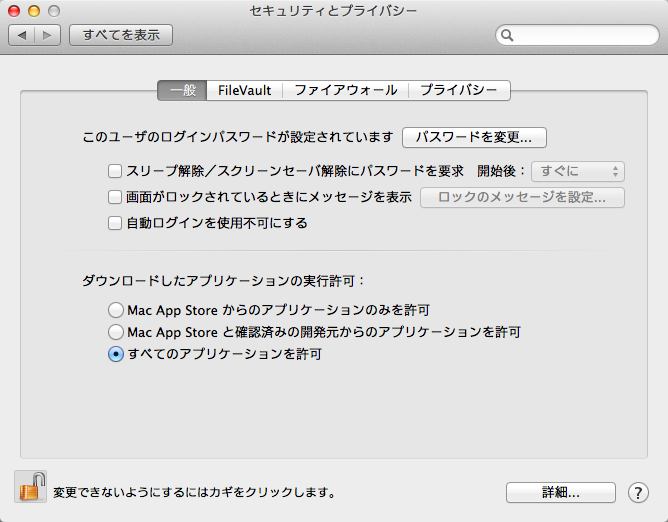 セキュリティとプライバシー
すべてを表示
一般 FileVault ファイアウォール プライバシー
このユーザのログインパスワードが設定されています パスワードを変更...
スリープ解除／スクリーンセーバ解除にパスワードを要求 開始後： すぐに
画面がロックされているときにメッセージを表示 ロックのメッセージを設定...
自動ログインを使用不可にする
ダウンロードしたアプリケーションの実行許可：
Mac App Store からのアプリケーションのみを許可
Mac App Store と確認済みの開発元からのアプリケーションを許可
すべてのアプリケーションを許可
変更できないようにするにはカギをクリックします。 詳細... ?